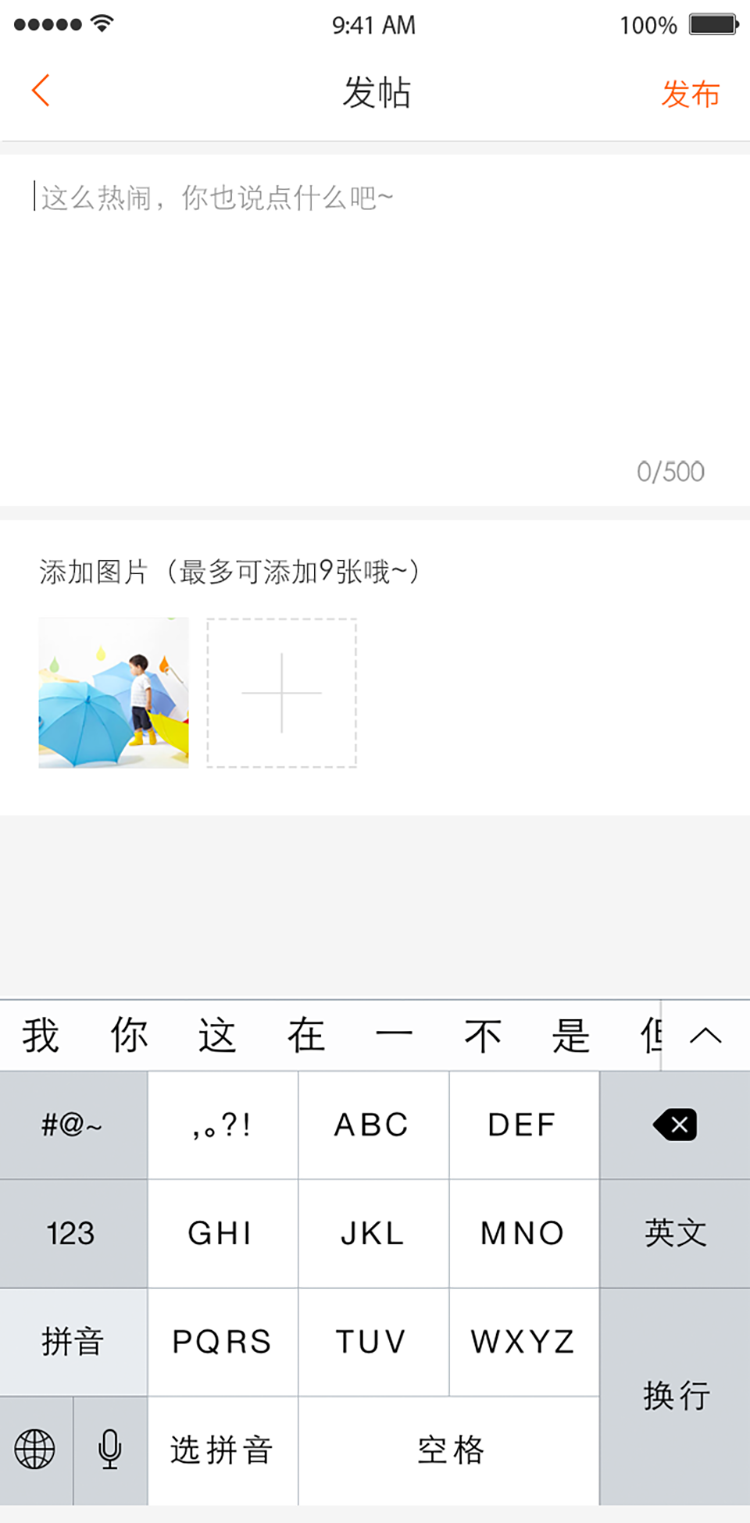 9:41 AM 100%
发帖 发布
这么热闹，你也说点什么吧~
0/500
添加图片（最多可添加9张哦~）
我 你 这 在 一 不 是
#@~ ,。?! ABC DEF
123 GHI JKL MNO 英文
拼音 PQRS TUV WXYZ
换行
选拼音 空格